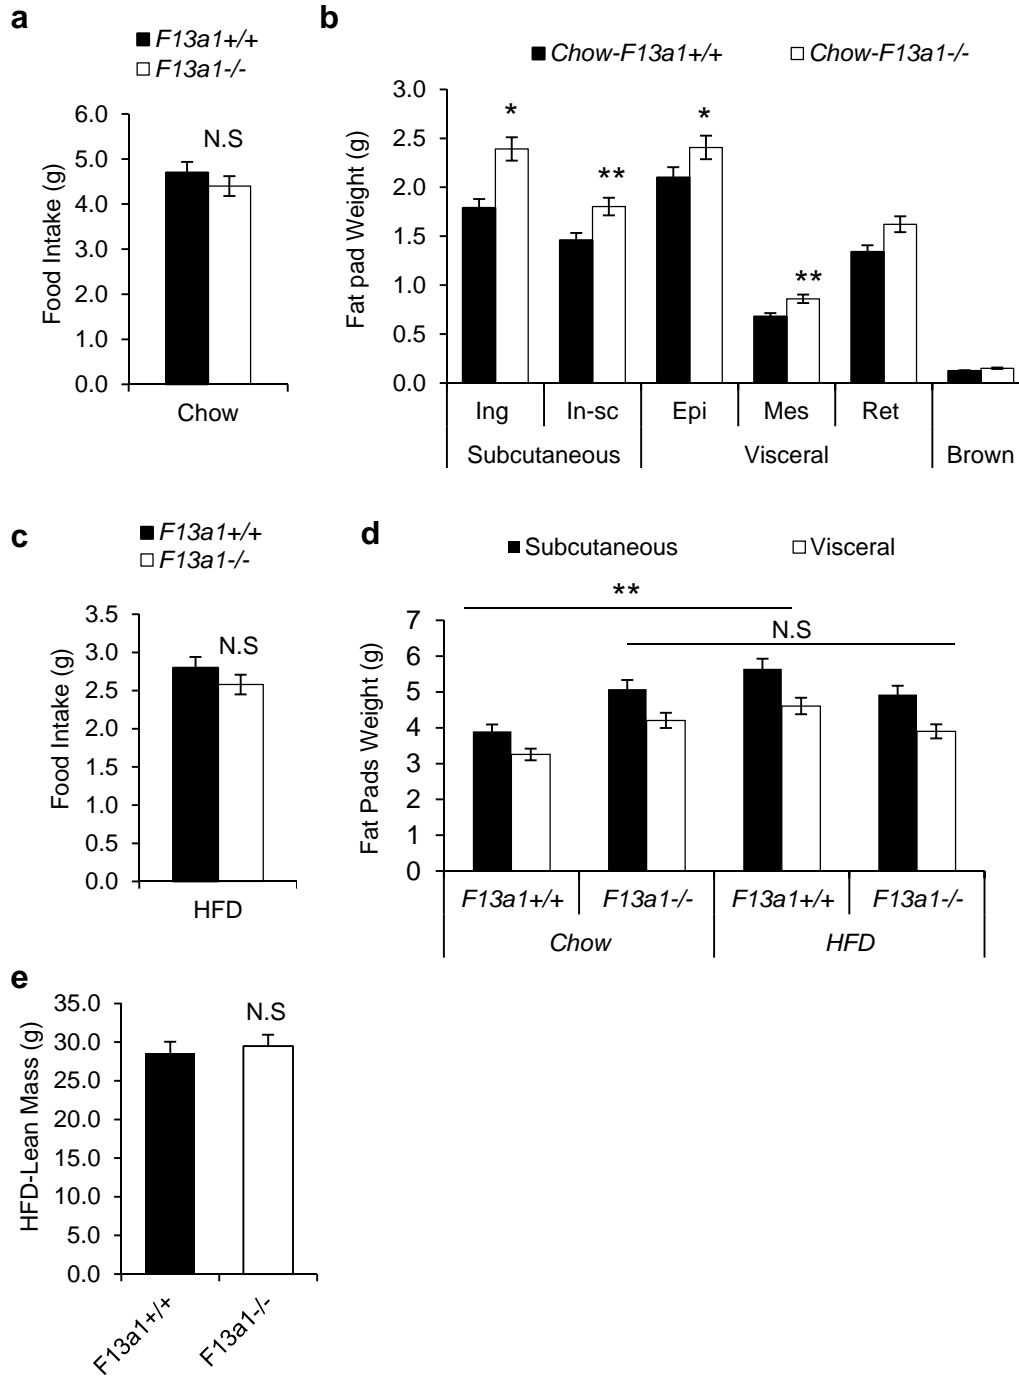 a
F13a1+/+
F13a1-/-
6.0
5.0
4.0
3.0
2.0
1.0
0.0
Food Intake (g)
N.S
Chow
b
Chow-F13a1+/+ Chow-F13a1-/-
3.0
2.5
2.0
1.5
1.0
0.5
0.0
Fat pad Weight (g)
* ** * **
Ing In-sc Epi Mes Ret
Subcutaneous Visceral Brown
c
F13a1+/+
F13a1-/-
3.5
3.0
2.5
2.0
1.5
1.0
0.5
0.0
Food Intake (g)
N.S
HFD
d
Subcutaneous Visceral
**
N.S
7
6
5
4
3
2
1
0
Fat Pads Weight (g)
F13a1+/+ F13a1-/- F13a1+/+ F13a1-/-
Chow HFD
e
35.0
30.0
25.0
20.0
15.0
10.0
5.0
0.0
HFD-Lean Mass (g)
N.S
F13a1+/+ F13a1-/-